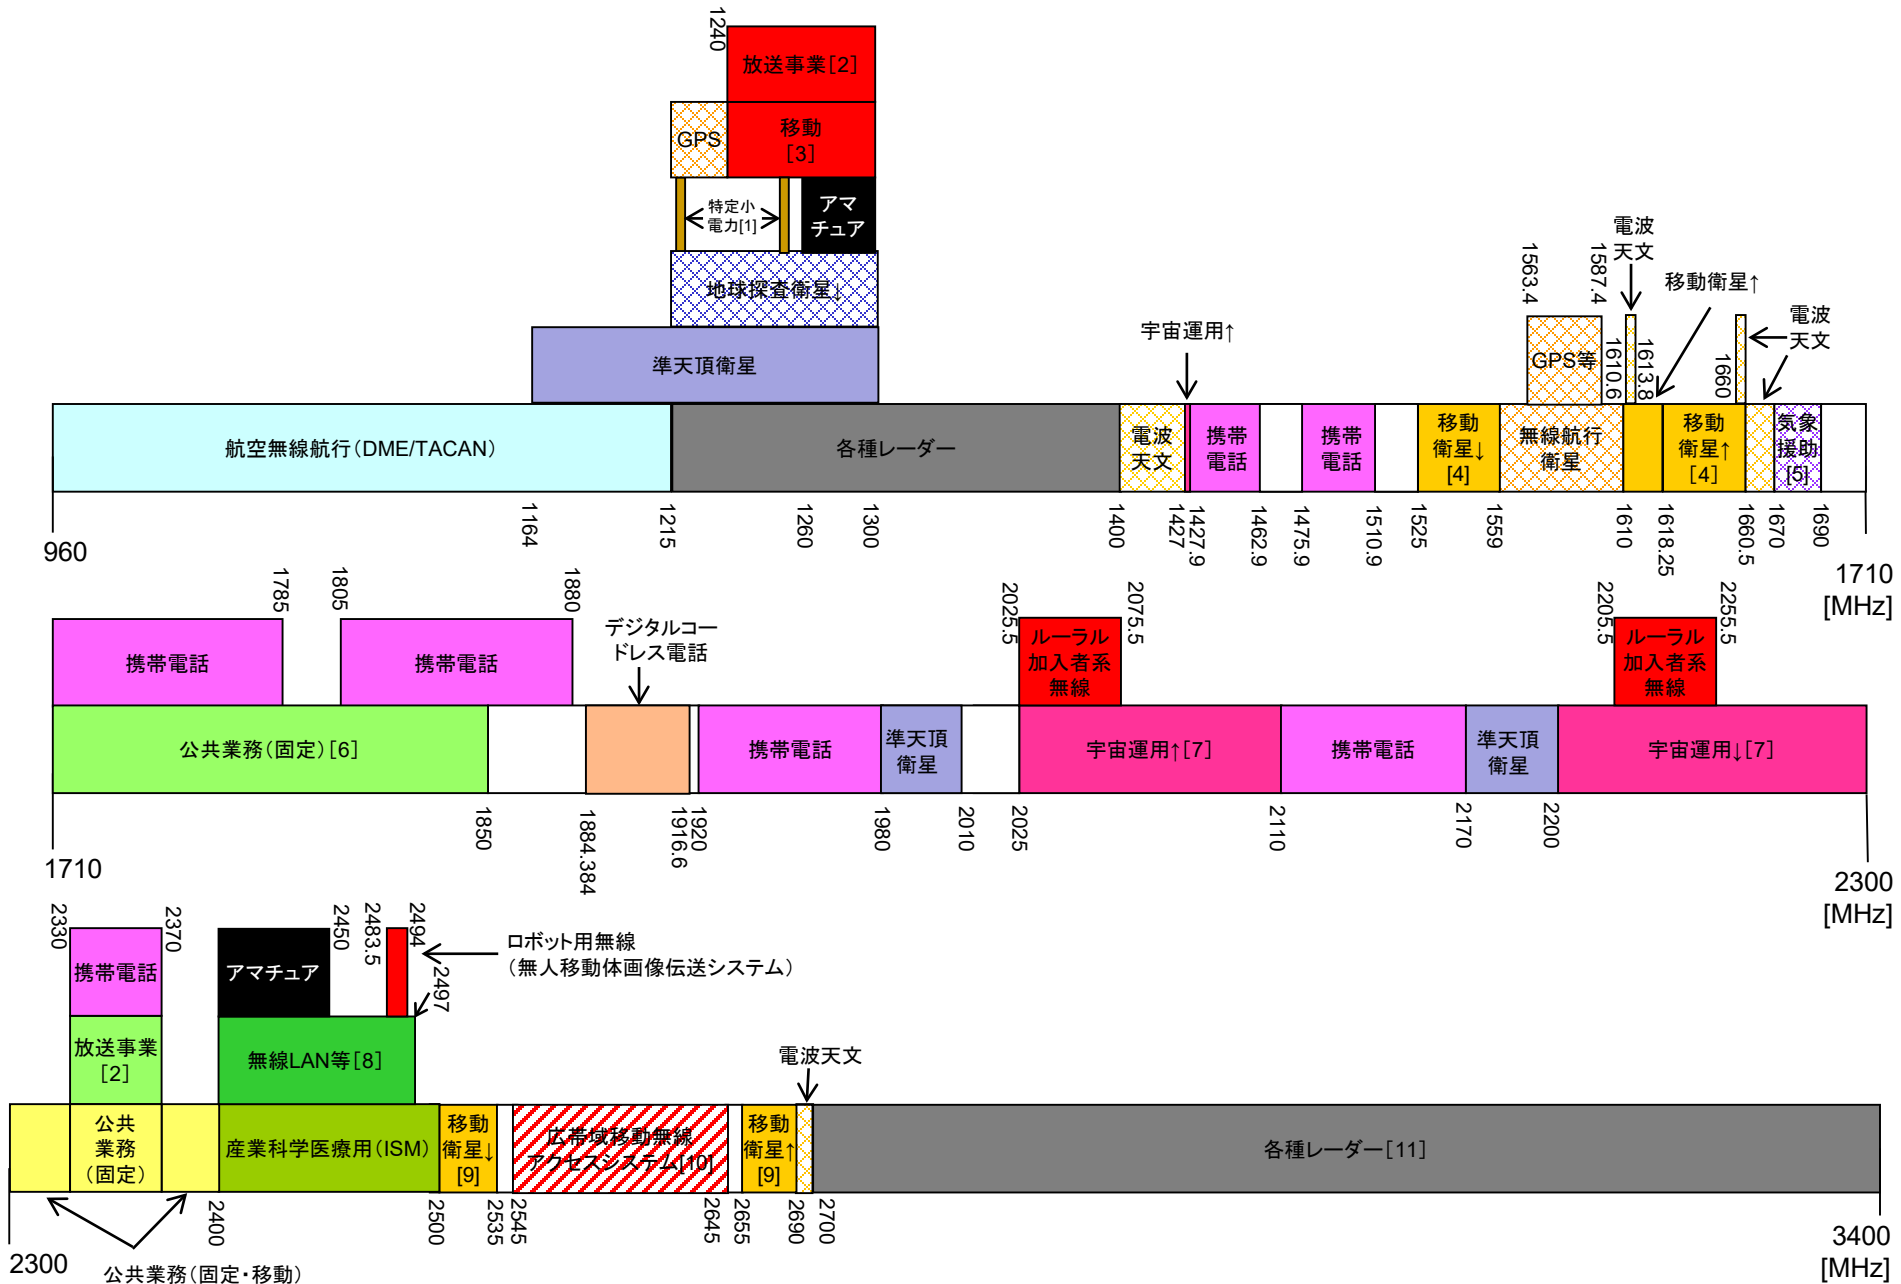 1240
放送事業[2]
GPS
移動
[3]
特定小
電力[1]
アマ
チュア
地球探査衛星↓
準天頂衛星
宇宙運用↑
1563.4
1587.4
電波
天文
移動衛星↑
電波
天文
GPS等
1610.6
1613.8
1660
航空無線航行(DME/TACAN)
各種レーダー
電波
天文
携帯
電話
携帯
電話
移動
衛星↓
[4]
無線航行
衛星
移動
衛星↑
[4]
気象
援助
[5]
960
1164
1215
1260
1300
1400
1427
1427.9
1462.9
1475.9
1510.9
1525
1559
1610
1618.25
1660.5
1670
1690
1710
[MHz]
1785
1805
1880
デジタルコー
ドレス電話
2025.5
2075.5
2205.5
2255.5
携帯電話
携帯電話
ルーラル
加入者系
無線
ルーラル
加入者系
無線
公共業務(固定)[6]
携帯電話
準天頂
衛星
宇宙運用↑[7]
携帯電話
準天頂
衛星
宇宙運用↓[7]
1710
1850
1884.384
1916.6
1920
1980
2010
2025
2110
2170
2200
2300
[MHz]
2330
2370
2450
2483.5
2494
2497
ロボット用無線
(無人移動体画像伝送システム)
携帯電話
アマチュア
放送事業
[2]
無線LAN等[8]
電波天文
公共
業務
(固定)
産業科学医療用(ISM)
移動
衛星↓
[9]
広帯域移動無線
アクセスシステム[10]
移動
衛星↑
[9]
各種レーダー[11]
2300
2400
2500
2535
2545
2645
2655
2690
2700
3400
[MHz]
公共業務(固定・移動)